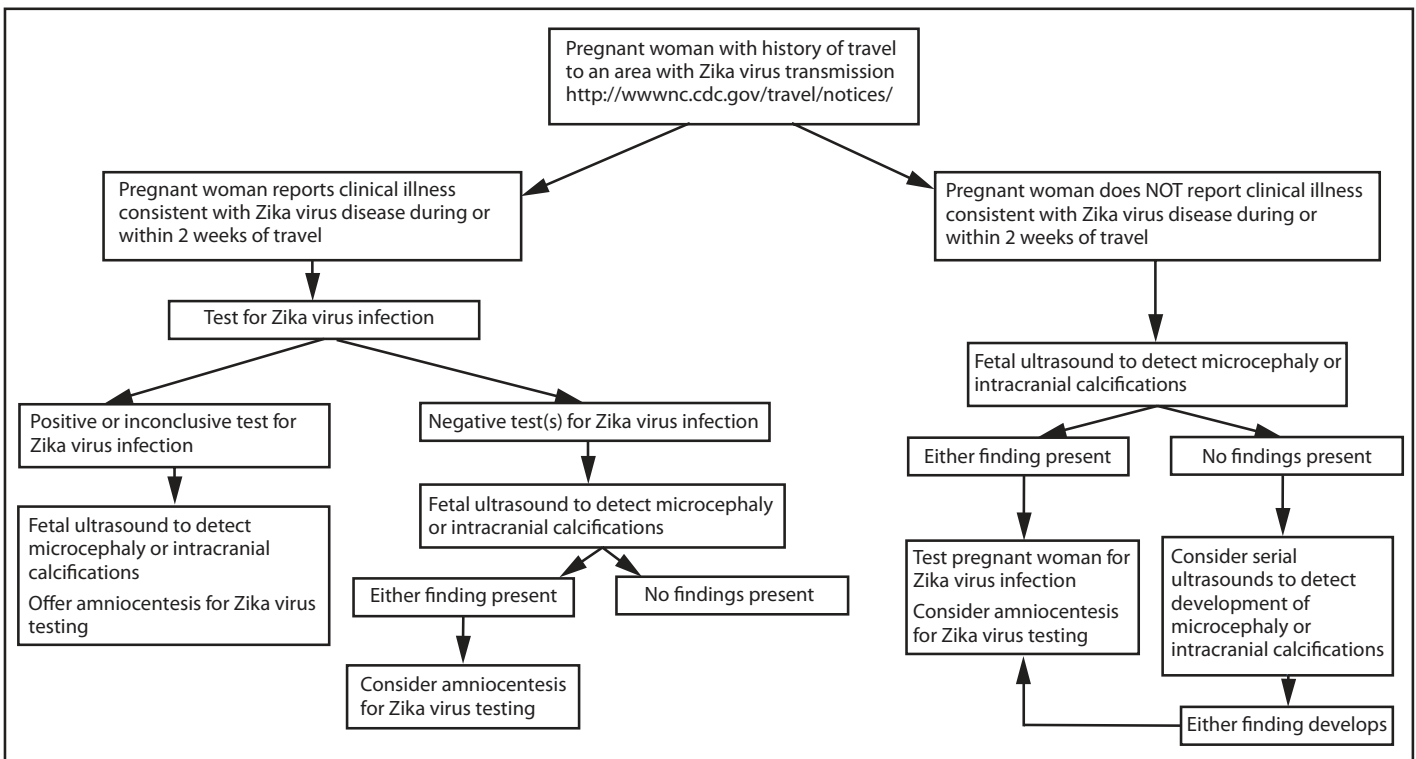 Pregnant woman with history of travel
to an area with Zika virus transmission
http://wwwnc.cdc.gov/travel/notices/
Pregnant woman reports clinical illness
consistent with Zika virus disease during or
within 2 weeks of travel
Pregnant woman does NOT report clinical illness
consistent with Zika virus disease during or
within 2 weeks of travel
Test for Zika virus infection
Fetal ultrasound to detect microcephaly or
intracranial calcifications
Positive or inconclusive test for
Zika virus infection
Negative test(s) for Zika virus infection
Either finding present
No findings present
Fetal ultrasound to detect
microcephaly or intracranial
calcifications
Offer amniocentesis for Zika virus
testing
Fetal ultrasound to detect microcephaly
or intracranial calcifications
Either finding present
No findings present
Consider amniocentesis
for Zika virus testing
Test pregnant woman for
Zika virus infection
Consider amniocentesis
for Zika virus testing
Consider serial
ultrasounds to detect
development of
microcephaly or
intracranial calcifications
Either finding develops